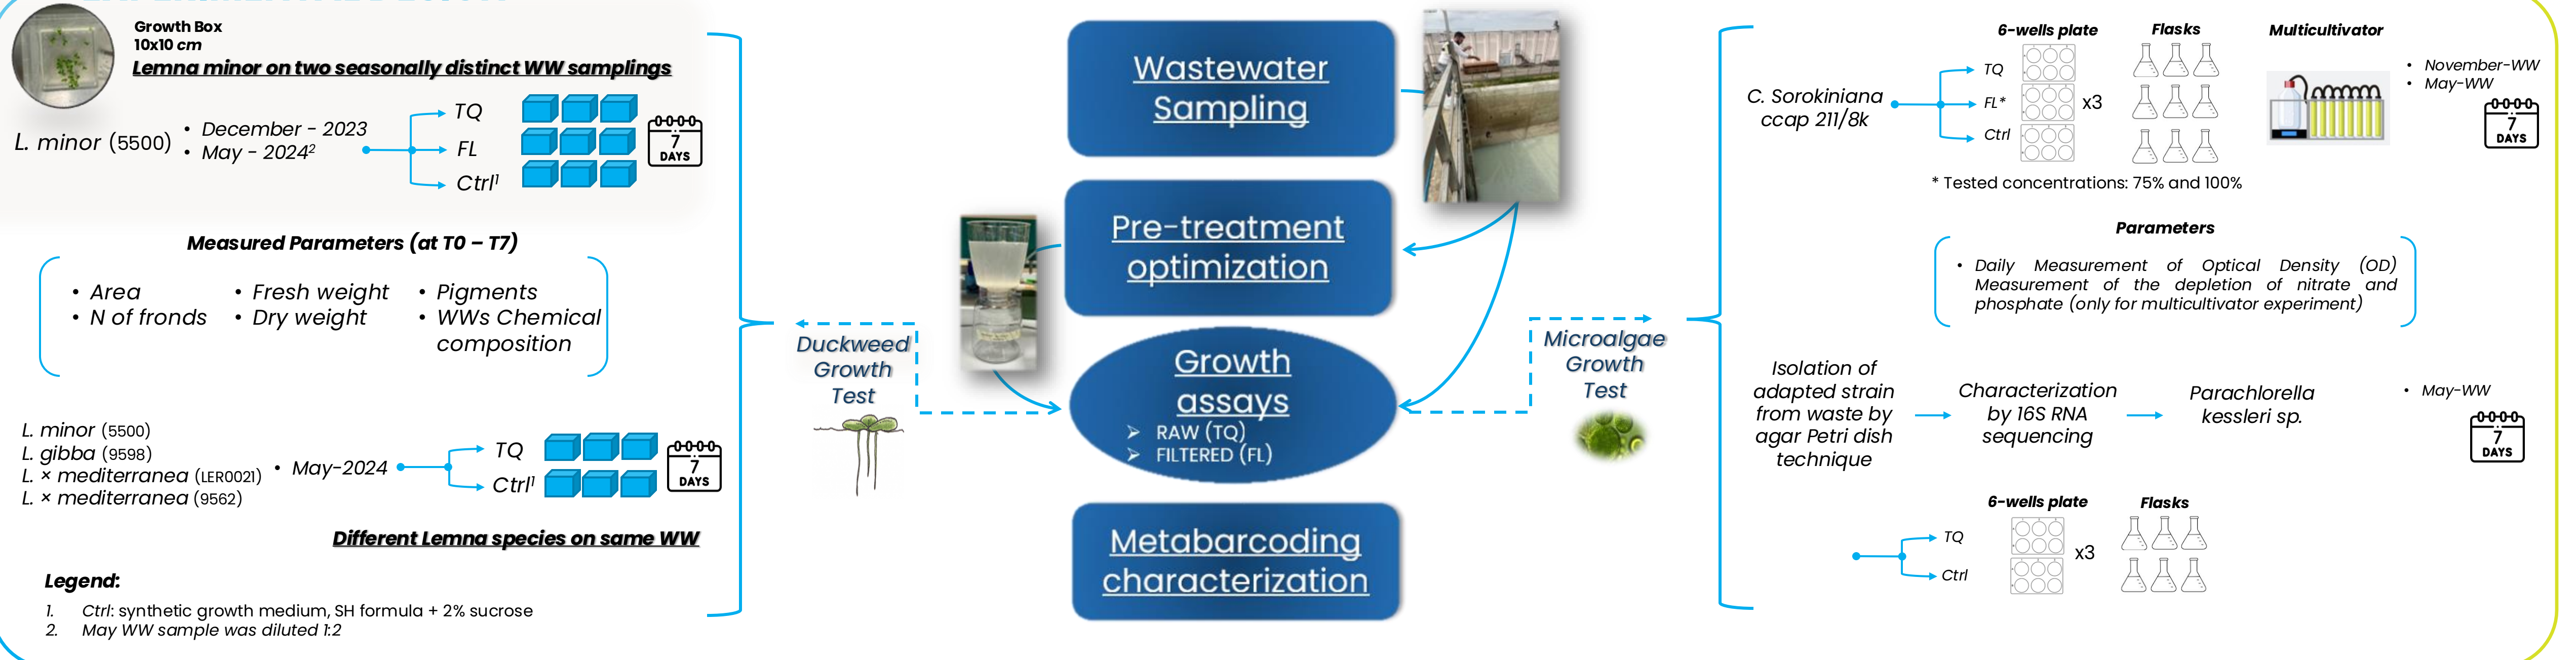 Growth Box
10x10 cm
Lemna minor on two seasonally distinct WW samplings
L. minor (5500)
• December - 2023
• May - 2024²
TQ
FL
Ctrl¹
7
DAYS
Measured Parameters (at T0 – T7)
• Area
• N of fronds
• Fresh weight
• Dry weight
• Pigments
• WWs Chemical
composition
L. minor (5500)
L. gibba (9598)
L. × mediterranea (LER0021)
L. × mediterranea (9562)
• May-2024
TQ
Ctrl¹
7
DAYS
Different Lemna species on same WW
Legend:
1. Ctrl: synthetic growth medium, SH formula + 2% sucrose
2. May WW sample was diluted 1:2
Duckweed
Growth
Test
Wastewater
Sampling
Pre-treatment
optimization
Growth
assays
➢ RAW (TQ)
➢ FILTERED (FL)
Metabarcoding
characterization
Microalgae
Growth
Test
6-wells plate
Flasks
Multicultivator
C. Sorokiniana
ccap 211/8k
TQ
FL*
Ctrl
x3
• November-WW
• May-WW
7
DAYS
* Tested concentrations: 75% and 100%
Parameters
• Daily Measurement of Optical Density (OD)
Measurement of the depletion of nitrate and
phosphate (only for multicultivator experiment)
Isolation of
adapted strain
from waste by
agar Petri dish
technique
Characterization
by 16S RNA
sequencing
Parachlorella
kessleri sp.
• May-WW
7
DAYS
6-wells plate
Flasks
TQ
Ctrl
x3